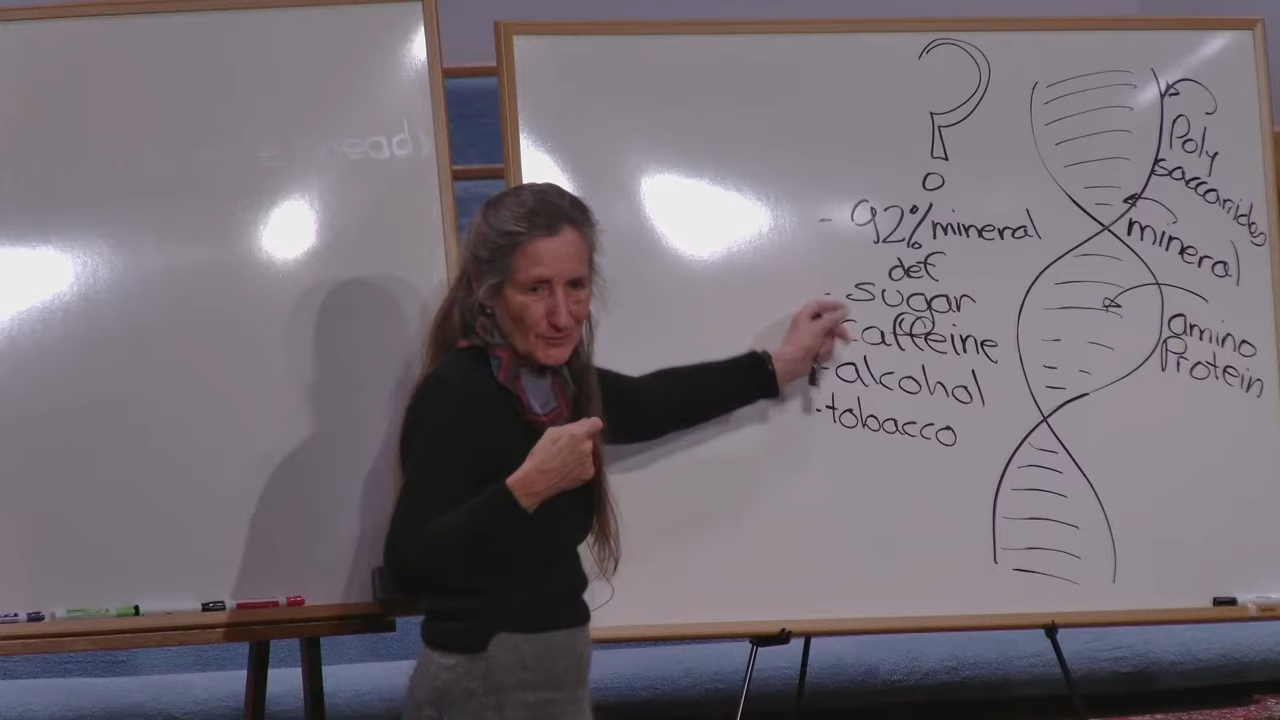 ?
- 92% mineral
def
- sugar
- caffeine
- alcohol
- tobacco
Poly
saccarides
mineral
amino
Protein